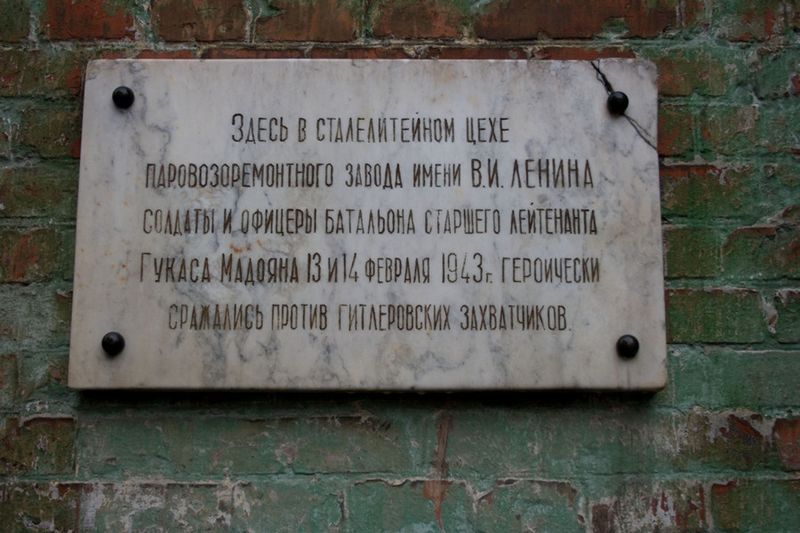 Здесь в сталелитейном цехе
паровозоремонтного завода имени В.И. Ленина
солдаты и офицеры батальона старшего лейтенанта
Гукаса Мадояна 13 и 14 февраля 1943г. героически
сражались против гитлеровских захватчиков.